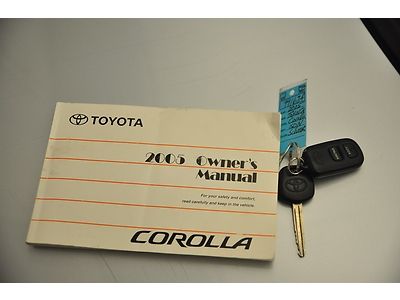 TOYOTA
2005 Owner's
Manual
For your safety and comfort,
read carefully and keep in the vehicle.
COROLLA